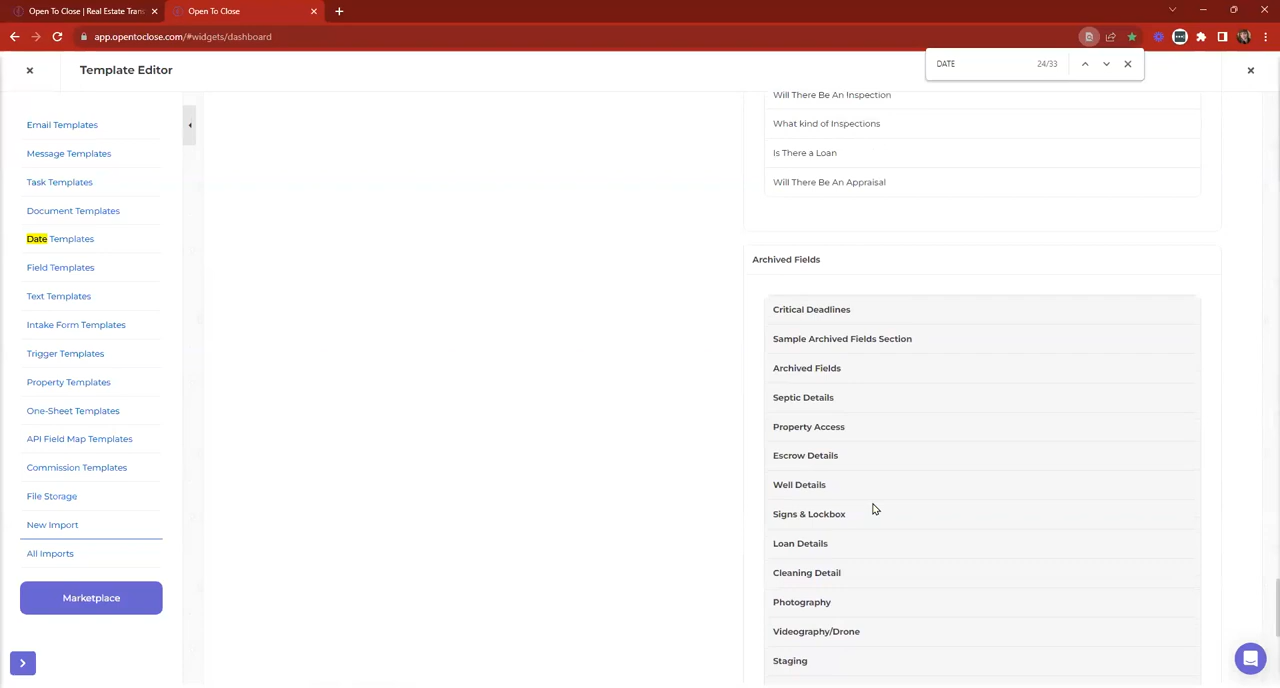 Open To Close | Real Estate Trans
Open To Close
app.opentoclose.com/#widgets/dashboard
DATE
24/33
Template Editor
Email Templates
Message Templates
Task Templates
Document Templates
Date Templates
Field Templates
Text Templates
Intake Form Templates
Trigger Templates
Property Templates
One-Sheet Templates
API Field Map Templates
Commission Templates
File Storage
New Import
All Imports
Marketplace
Will There Be An Inspection
What kind of Inspections
Is There a Loan
Will There Be An Appraisal
Archived Fields
Critical Deadlines
Sample Archived Fields Section
Archived Fields
Septic Details
Property Access
Escrow Details
Well Details
Signs & Lockbox
Loan Details
Cleaning Detail
Photography
Videography/Drone
Staging